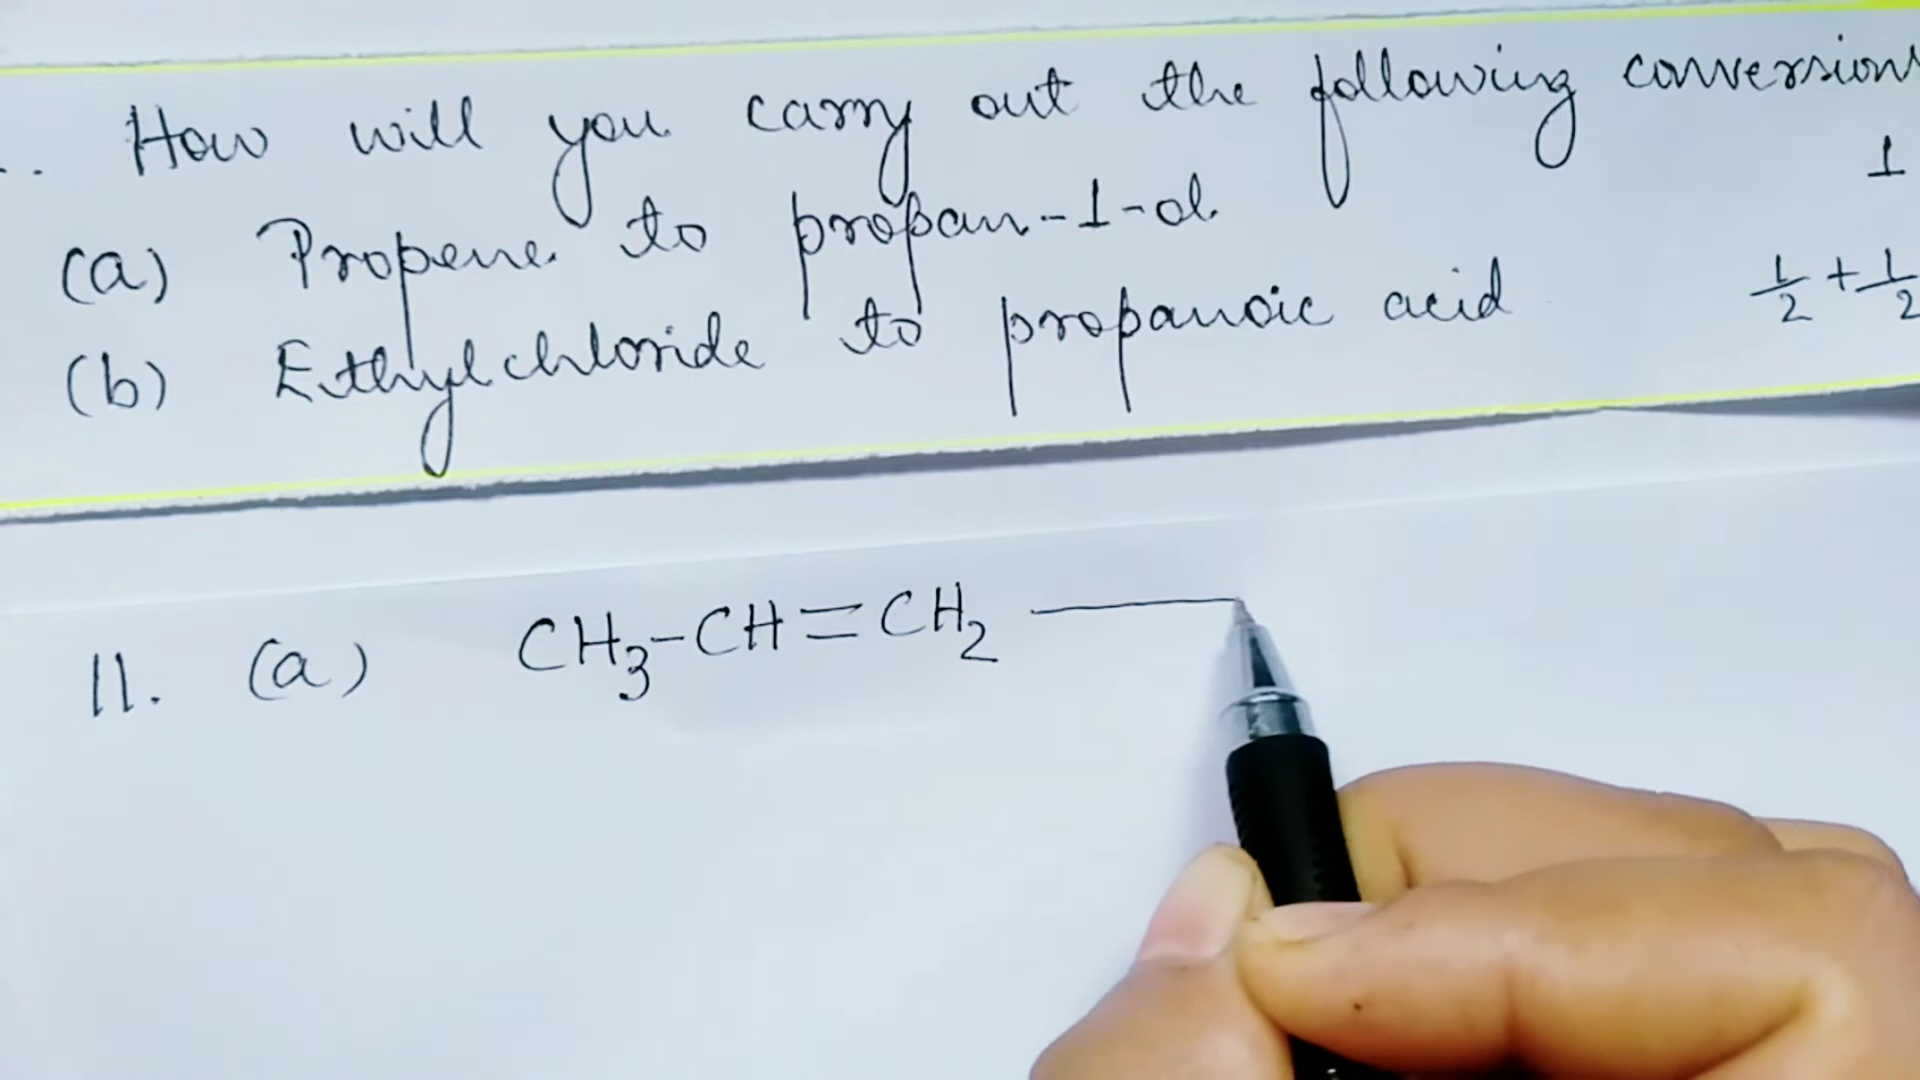 .. How will you carry out the following conversions
1
(a) Propene to propan-1-ol.
(b) Ethylchloride to propanoic acid ½ + ½
11. (a) CH₃-CH=CH₂